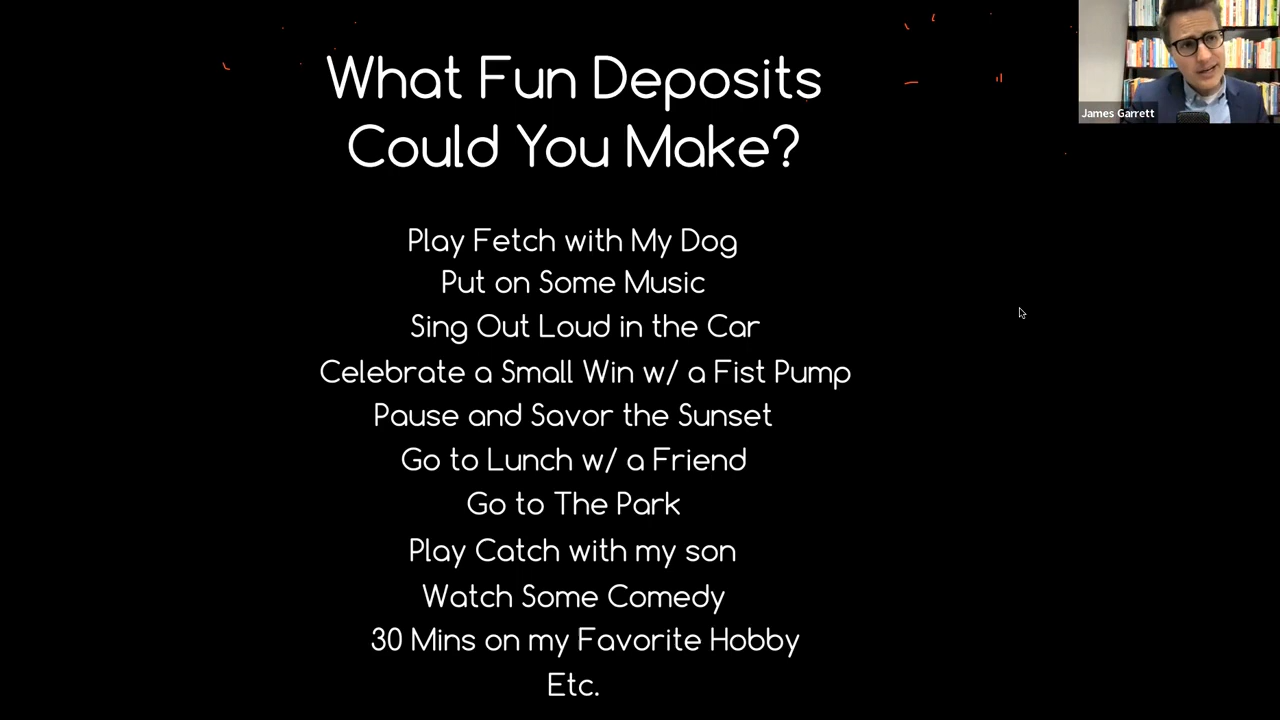 What Fun Deposits
Could You Make?
James Garrett
Play Fetch with My Dog
Put on Some Music
Sing Out Loud in the Car
Celebrate a Small Win w/ a Fist Pump
Pause and Savor the Sunset
Go to Lunch w/ a Friend
Go to The Park
Play Catch with my son
Watch Some Comedy
30 Mins on my Favorite Hobby
Etc.